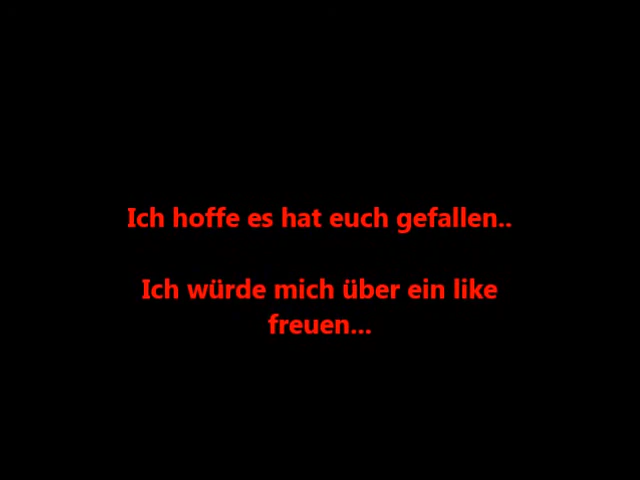 Ich hoffe es hat euch gefallen..
Ich würde mich über ein like
freuen...